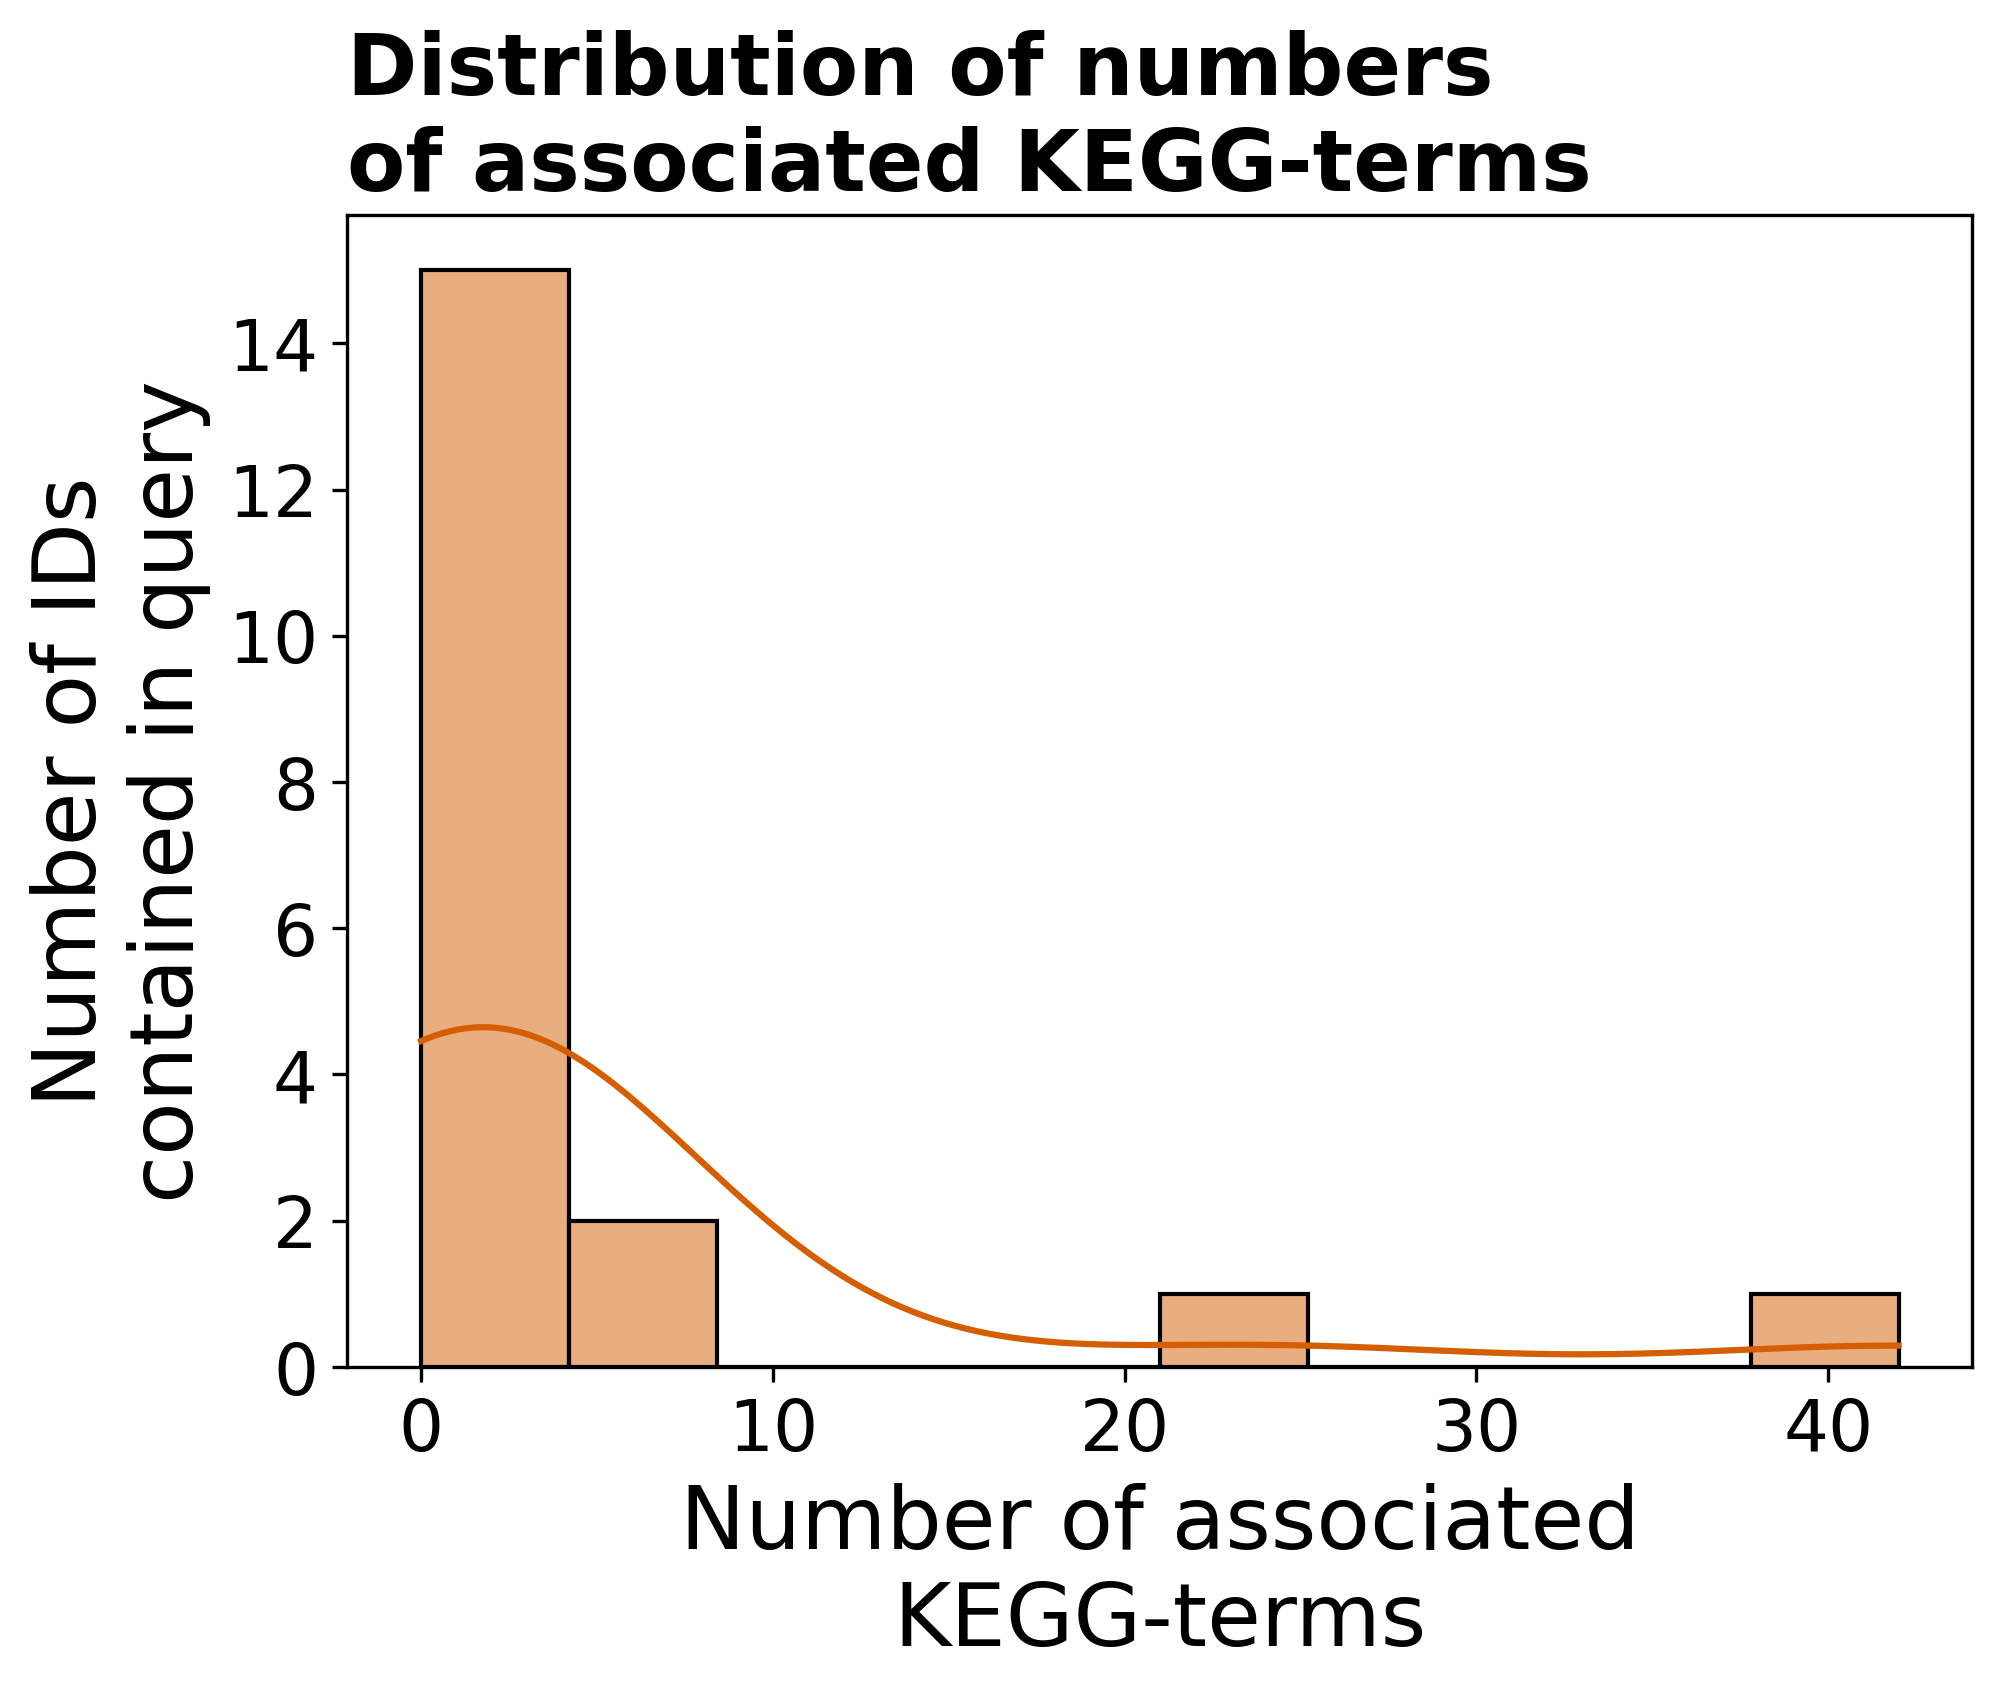 Distribution of numbers
of associated KEGG-terms
Number of IDs
contained in query
14
12
10
8
6
4
2
0
0 10 20 30 40
Number of associated
KEGG-terms